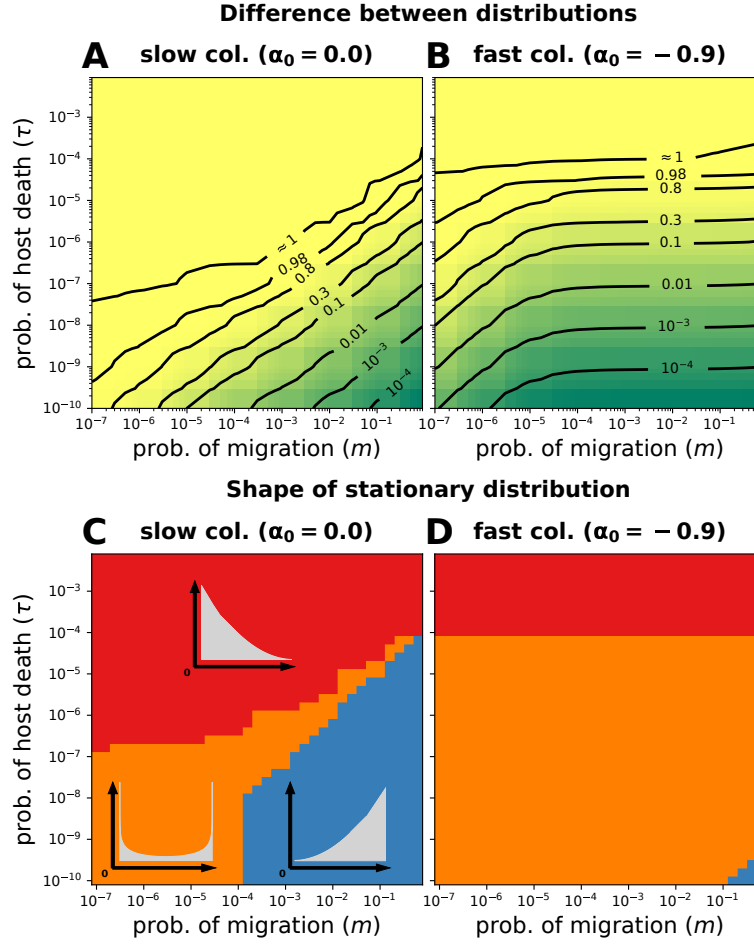 Difference between distributions
A slow col. (α₀ = 0.0)
B fast col. (α₀ = − 0.9)
prob. of host death (τ)
10⁻³
10⁻⁴
10⁻⁵
10⁻⁶
10⁻⁷
10⁻⁸
10⁻⁹
10⁻¹⁰
≈ 1
0.98
0.8
0.3
0.1
0.01
10⁻³
10⁻⁴
≈ 1
0.98
0.8
0.3
0.1
0.01
10⁻³
10⁻⁴
10⁻⁷ 10⁻⁶ 10⁻⁵ 10⁻⁴ 10⁻³ 10⁻² 10⁻¹
10⁻⁷ 10⁻⁶ 10⁻⁵ 10⁻⁴ 10⁻³ 10⁻² 10⁻¹
prob. of migration (m)
prob. of migration (m)
Shape of stationary distribution
C slow col. (α₀ = 0.0)
D fast col. (α₀ = − 0.9)
prob. of host death (τ)
10⁻³
10⁻⁴
10⁻⁵
10⁻⁶
10⁻⁷
10⁻⁸
10⁻⁹
10⁻¹⁰
0
0
0
10⁻⁷ 10⁻⁶ 10⁻⁵ 10⁻⁴ 10⁻³ 10⁻² 10⁻¹
10⁻⁷ 10⁻⁶ 10⁻⁵ 10⁻⁴ 10⁻³ 10⁻² 10⁻¹
prob. of migration (m)
prob. of migration (m)